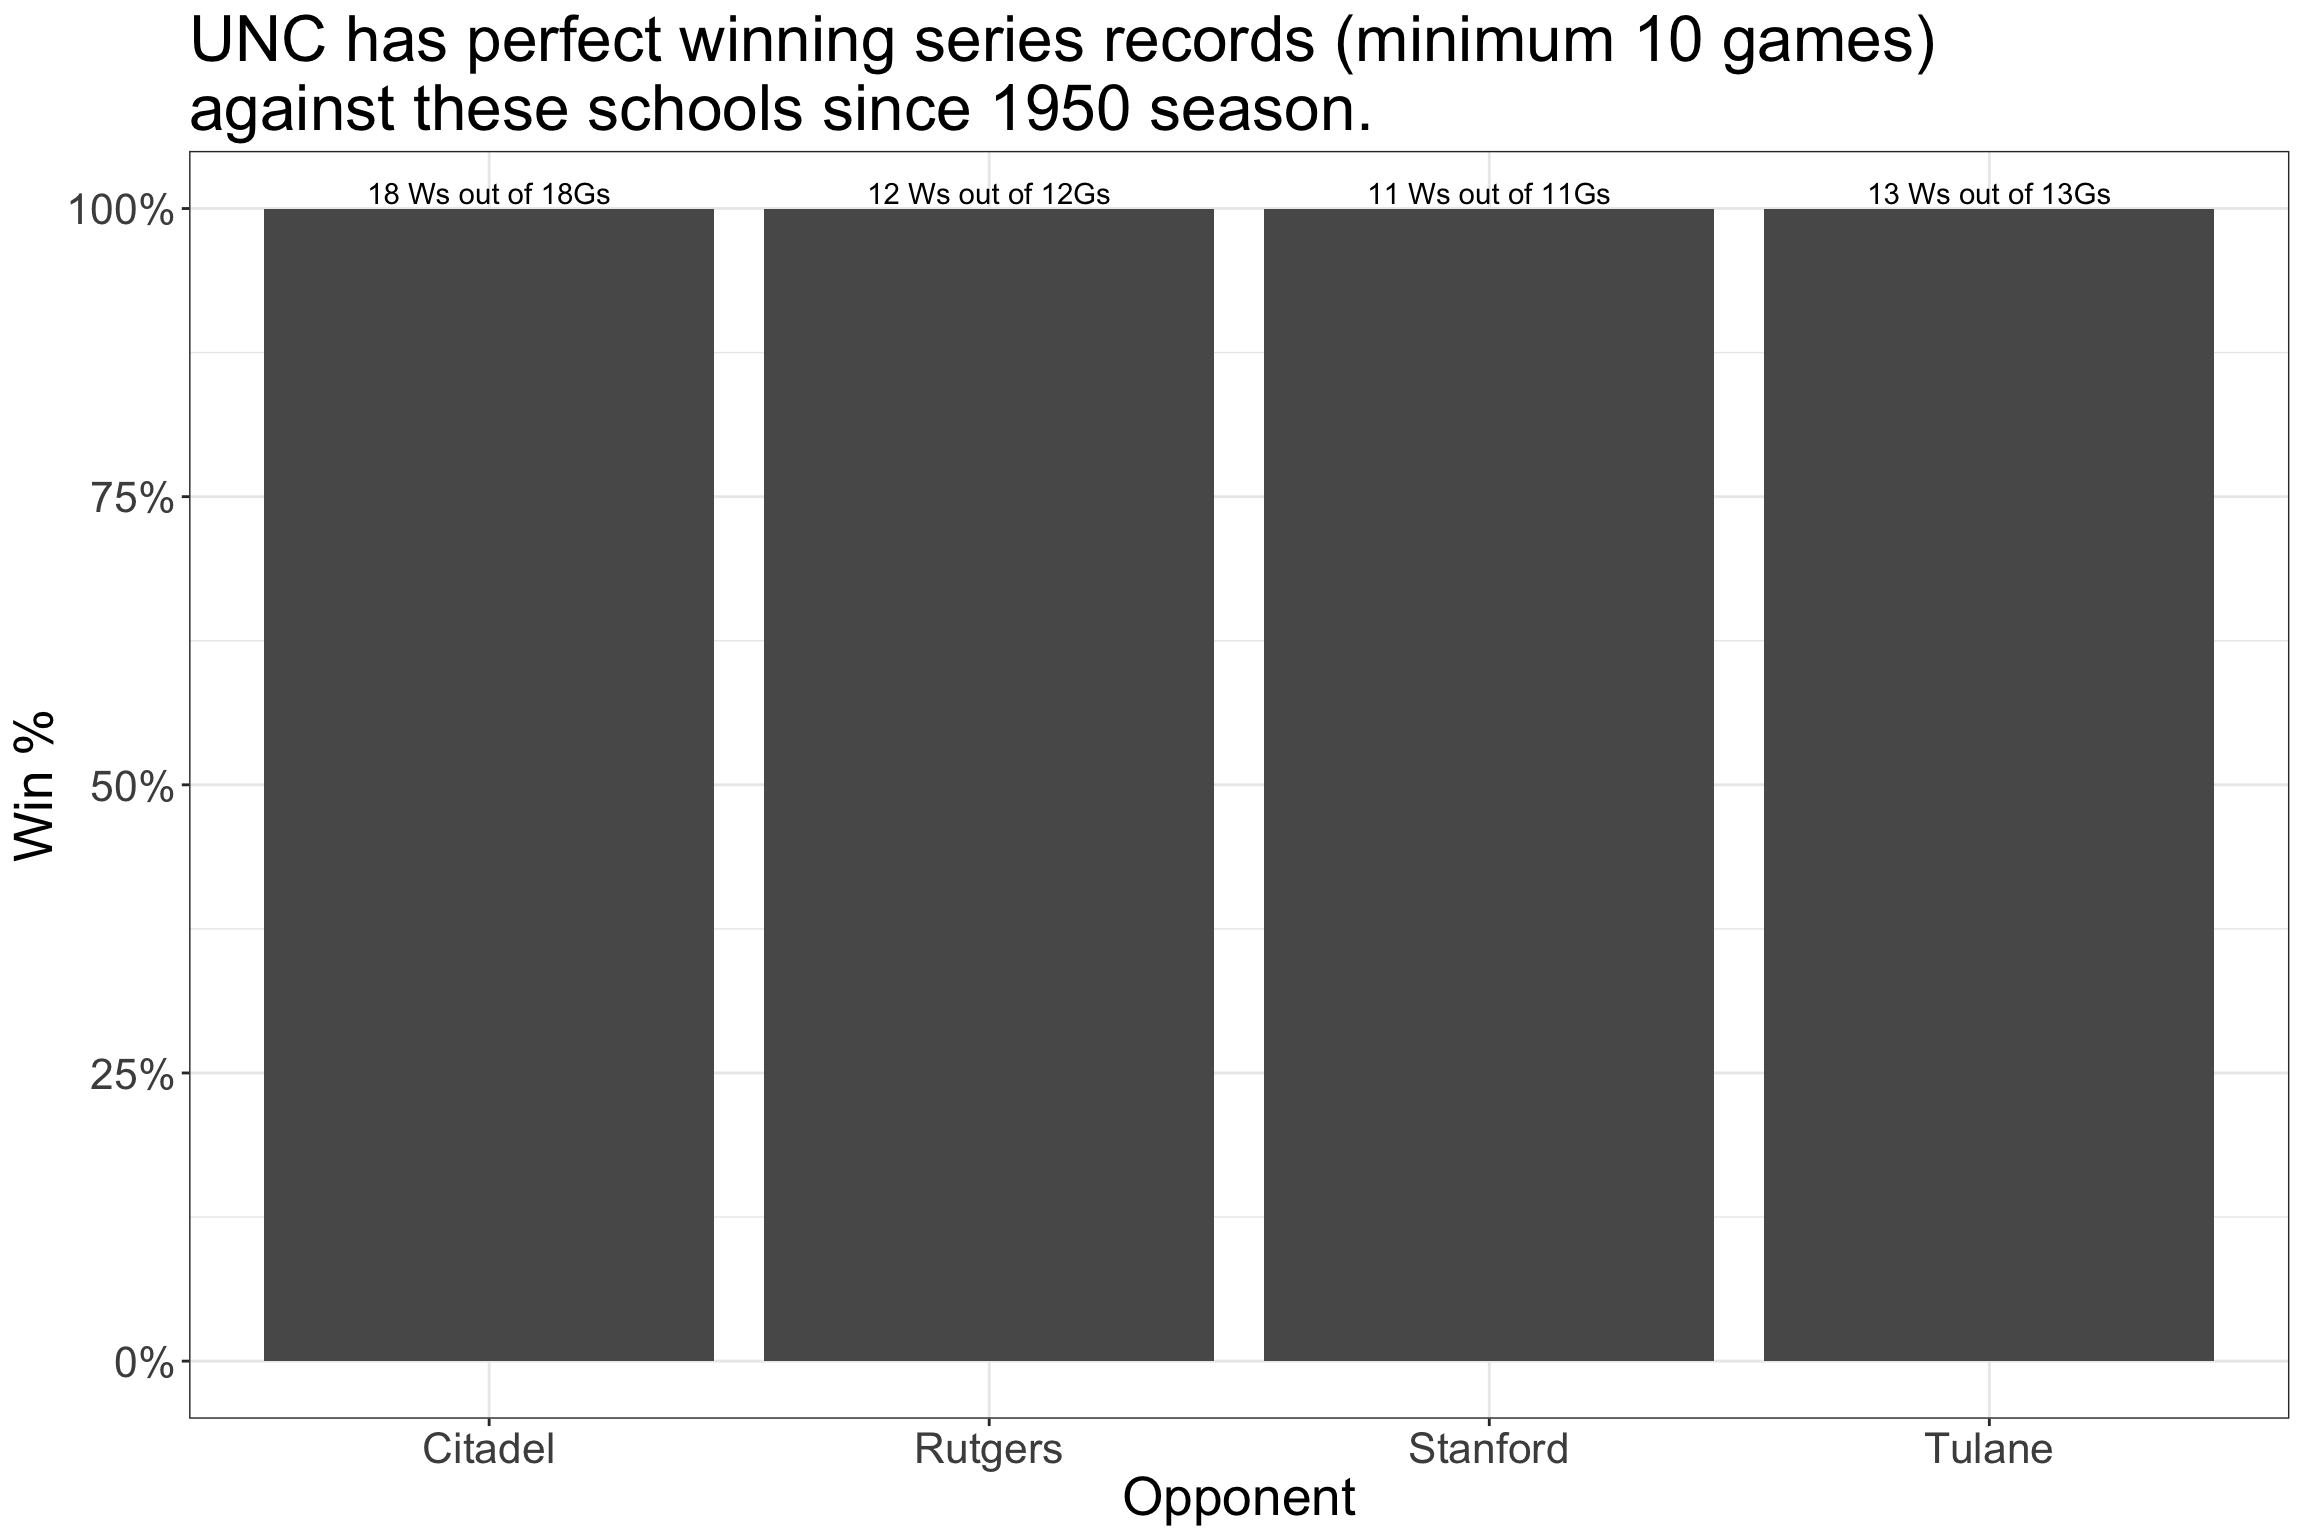 UNC has perfect winning series records (minimum 10 games)
against these schools since 1950 season.
18 Ws out of 18Gs
12 Ws out of 12Gs
11 Ws out of 11Gs
13 Ws out of 13Gs
100%
75%
50%
25%
0%
Win %
Citadel
Rutgers
Stanford
Tulane
Opponent